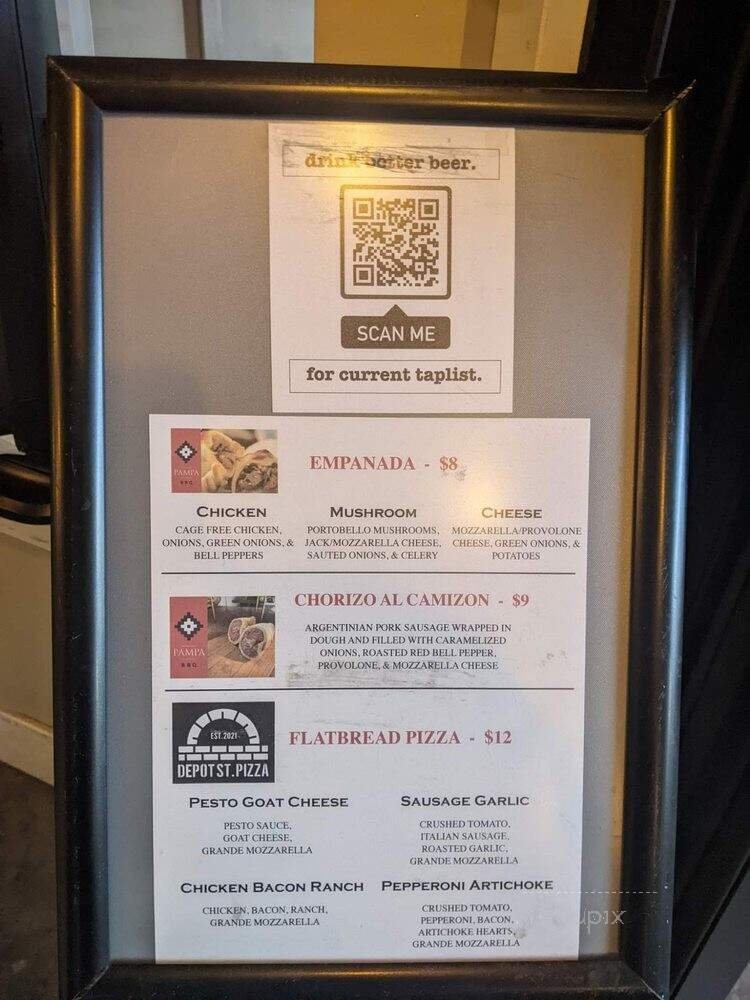 drink better beer.
SCAN ME
for current taplist.
PAMPA
BBQ
EMPANADA - $8
CHICKEN
CAGE FREE CHICKEN,
ONIONS, GREEN ONIONS, &
BELL PEPPERS
MUSHROOM
PORTOBELLO MUSHROOMS,
JACK/MOZZARELLA CHEESE,
SAUTED ONIONS, & CELERY
CHEESE
MOZZARELLA/PROVOLONE
CHEESE, GREEN ONIONS, &
POTATOES
PAMPA
BBQ
CHORIZO AL CAMIZON - $9
ARGENTINIAN PORK SAUSAGE WRAPPED IN
DOUGH AND FILLED WITH CARAMELIZED
ONIONS, ROASTED RED BELL PEPPER,
PROVOLONE, & MOZZARELLA CHEESE
EST. 2021
DEPOT ST. PIZZA
FLATBREAD PIZZA - $12
PESTO GOAT CHEESE
PESTO SAUCE,
GOAT CHEESE,
GRANDE MOZZARELLA
SAUSAGE GARLIC
CRUSHED TOMATO,
ITALIAN SAUSAGE,
ROASTED GARLIC,
GRANDE MOZZARELLA
CHICKEN BACON RANCH
CHICKEN, BACON, RANCH,
GRANDE MOZZARELLA
PEPPERONI ARTICHOKE
CRUSHED TOMATO,
PEPPERONI, BACON,
ARTICHOKE HEARTS,
GRANDE MOZZARELLA